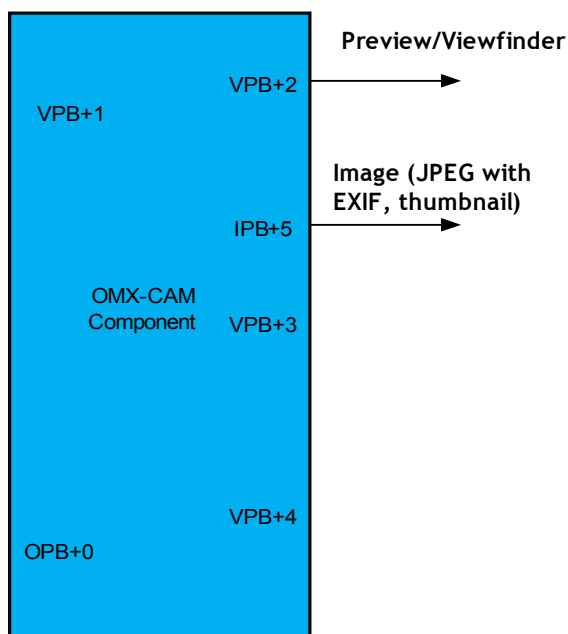 Preview/Viewfinder
VPB+2
VPB+1
Image (JPEG with
EXIF, thumbnail)
IPB+5
OMX-CAM
Component
VPB+3
VPB+4
OPB+0